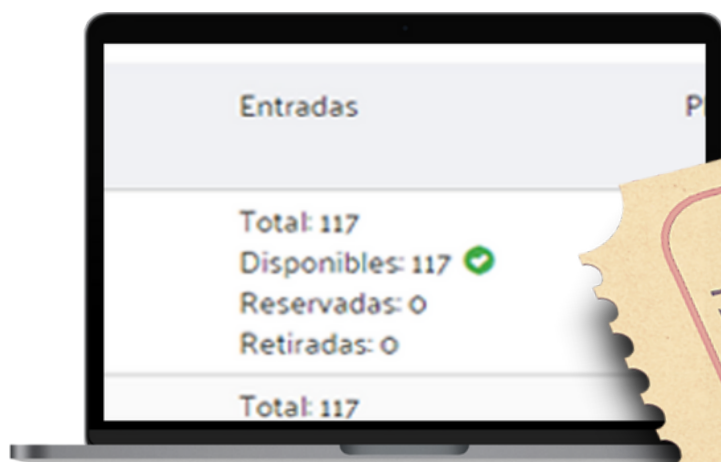 Entradas
Total: 117
Disponibles: 117
Reservadas: 0
Retiradas: 0
Total: 117